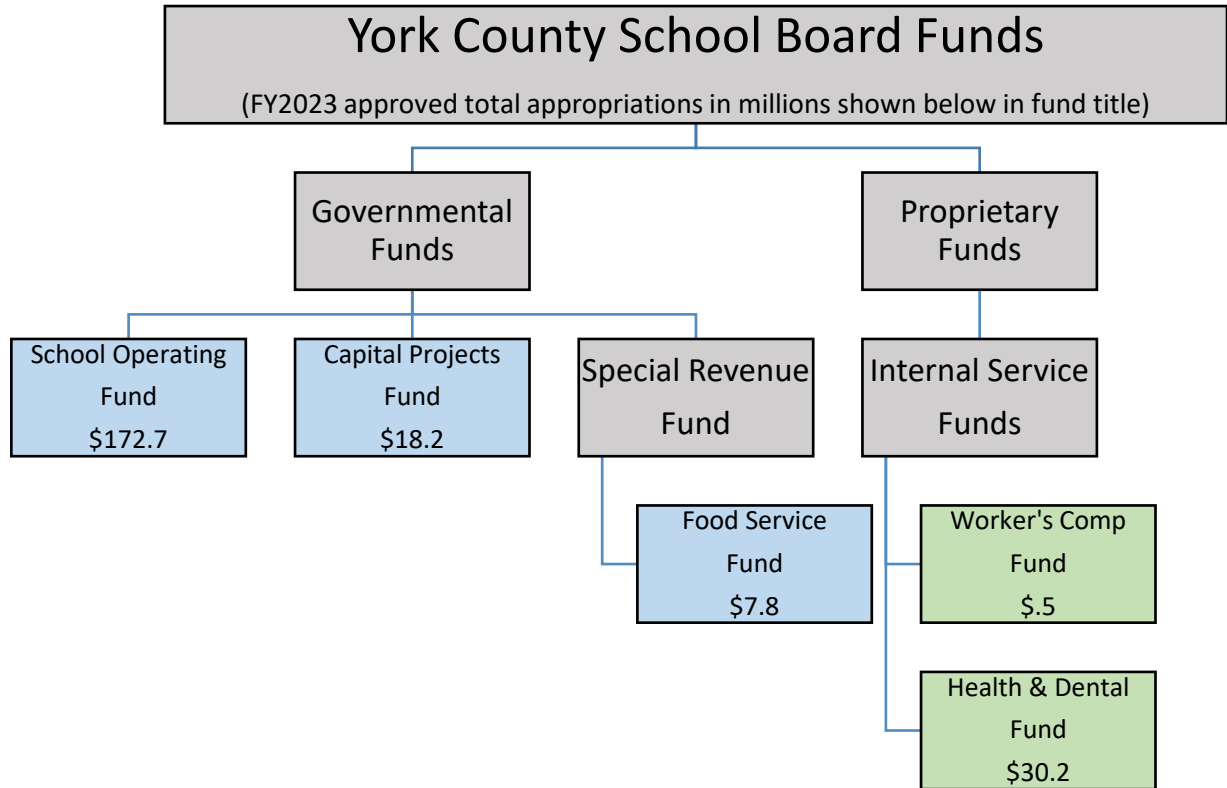 York County School Board Funds
(FY2023 approved total appropriations in millions shown below in fund title)
Governmental
Funds
Proprietary
Funds
School Operating
Fund
$172.7
Capital Projects
Fund
$18.2
Special Revenue
Fund
Internal Service
Funds
Food Service
Fund
$7.8
Worker's Comp
Fund
$.5
Health & Dental
Fund
$30.2